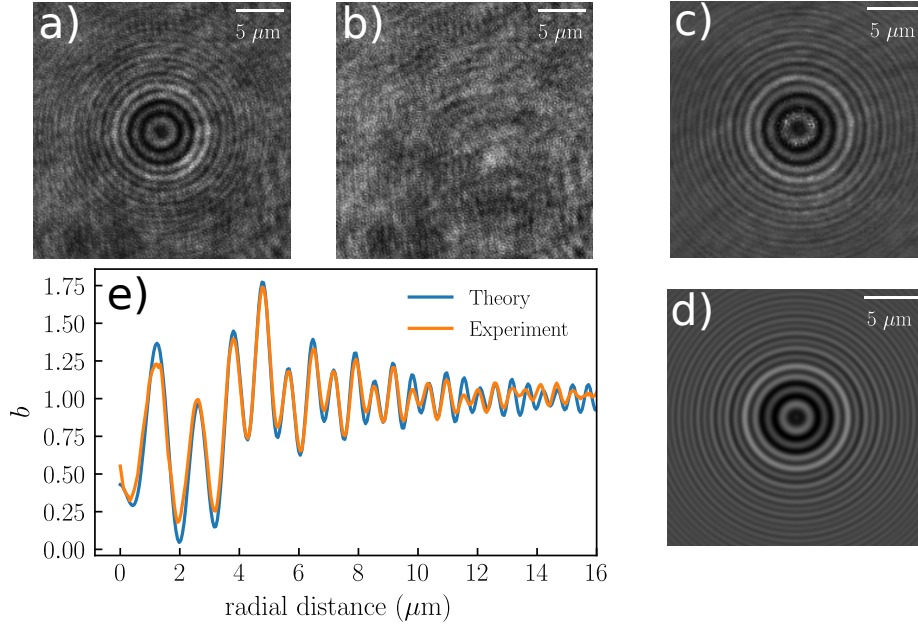 a)
5 μm
b)
5 μm
c)
5 μm
d)
5 μm
e)
Theory
Experiment
b
1.75
1.50
1.25
1.00
0.75
0.50
0.25
0.00
0 2 4 6 8 10 12 14 16
radial distance (μm)